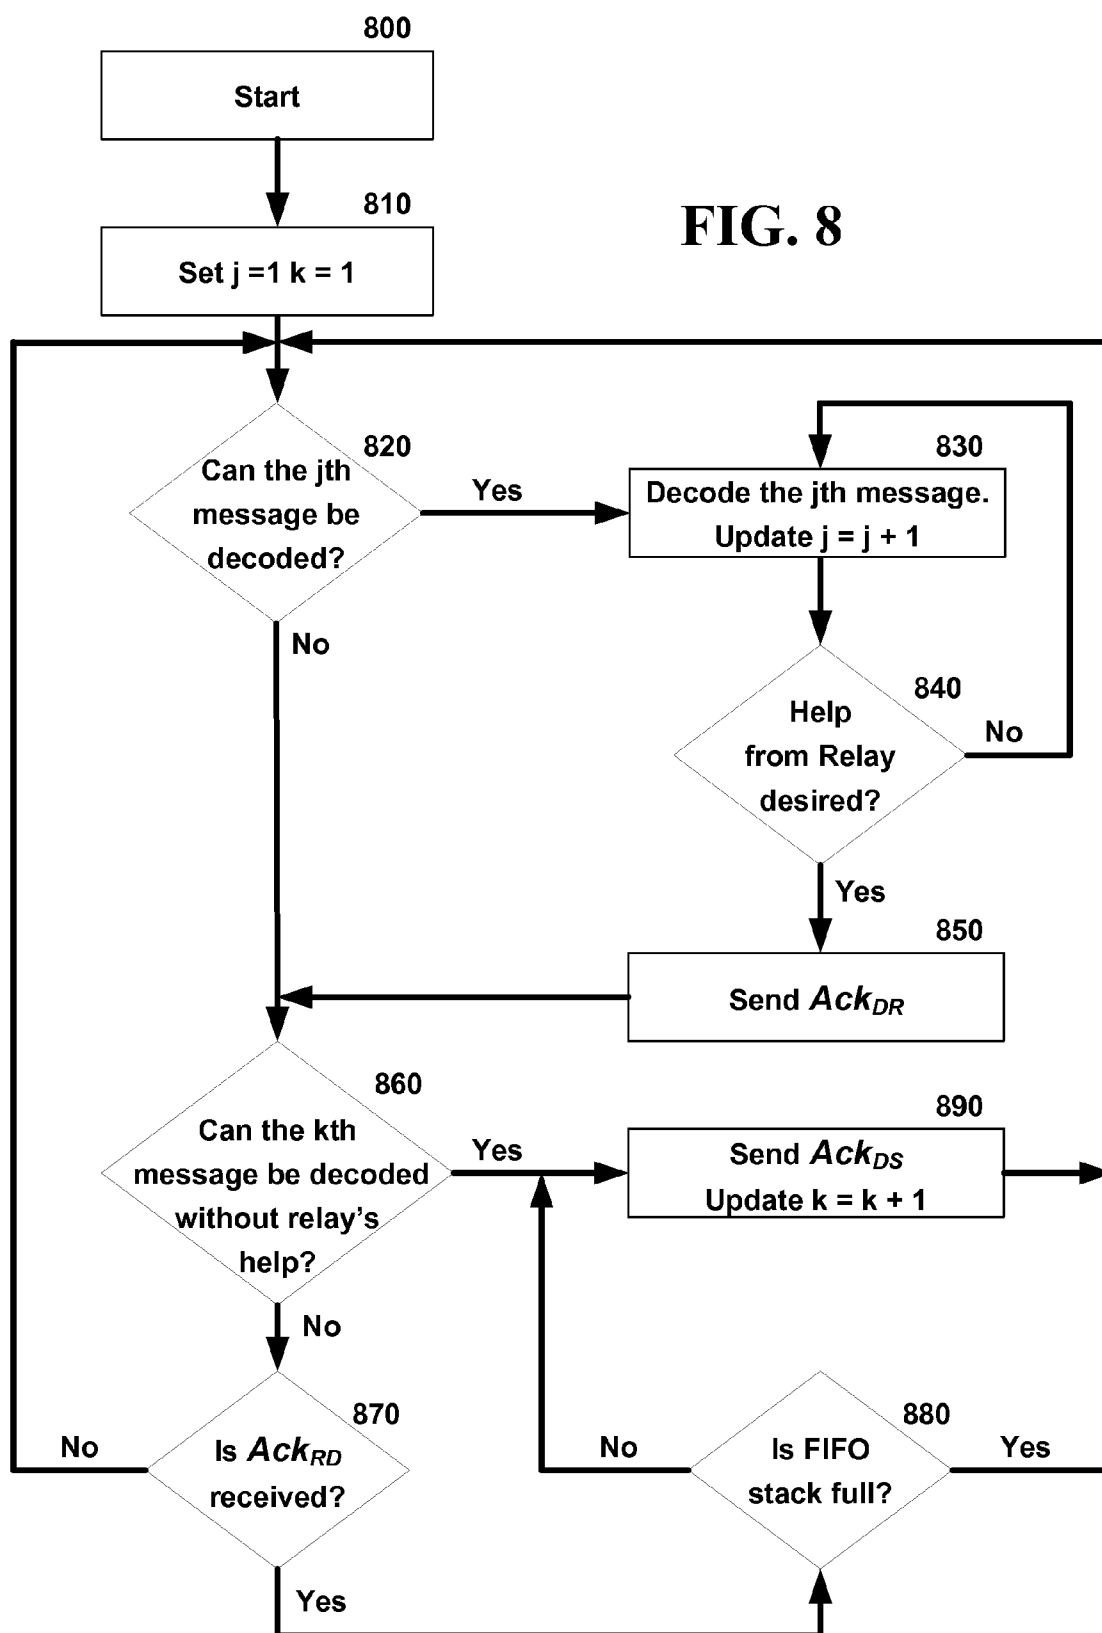 800
Start
810
Set j =1 k = 1
FIG. 8
820
Can the jth
message be
decoded?
Yes
No
830
Decode the jth message.
Update j = j + 1
840
Help
from Relay
desired?
No
Yes
850
Send AckDR
860
Can the kth
message be decoded
without relay's
help?
Yes
No
890
Send AckDS
Update k = k + 1
870
Is AckRD
received?
No
Yes
880
Is FIFO
stack full?
No
Yes